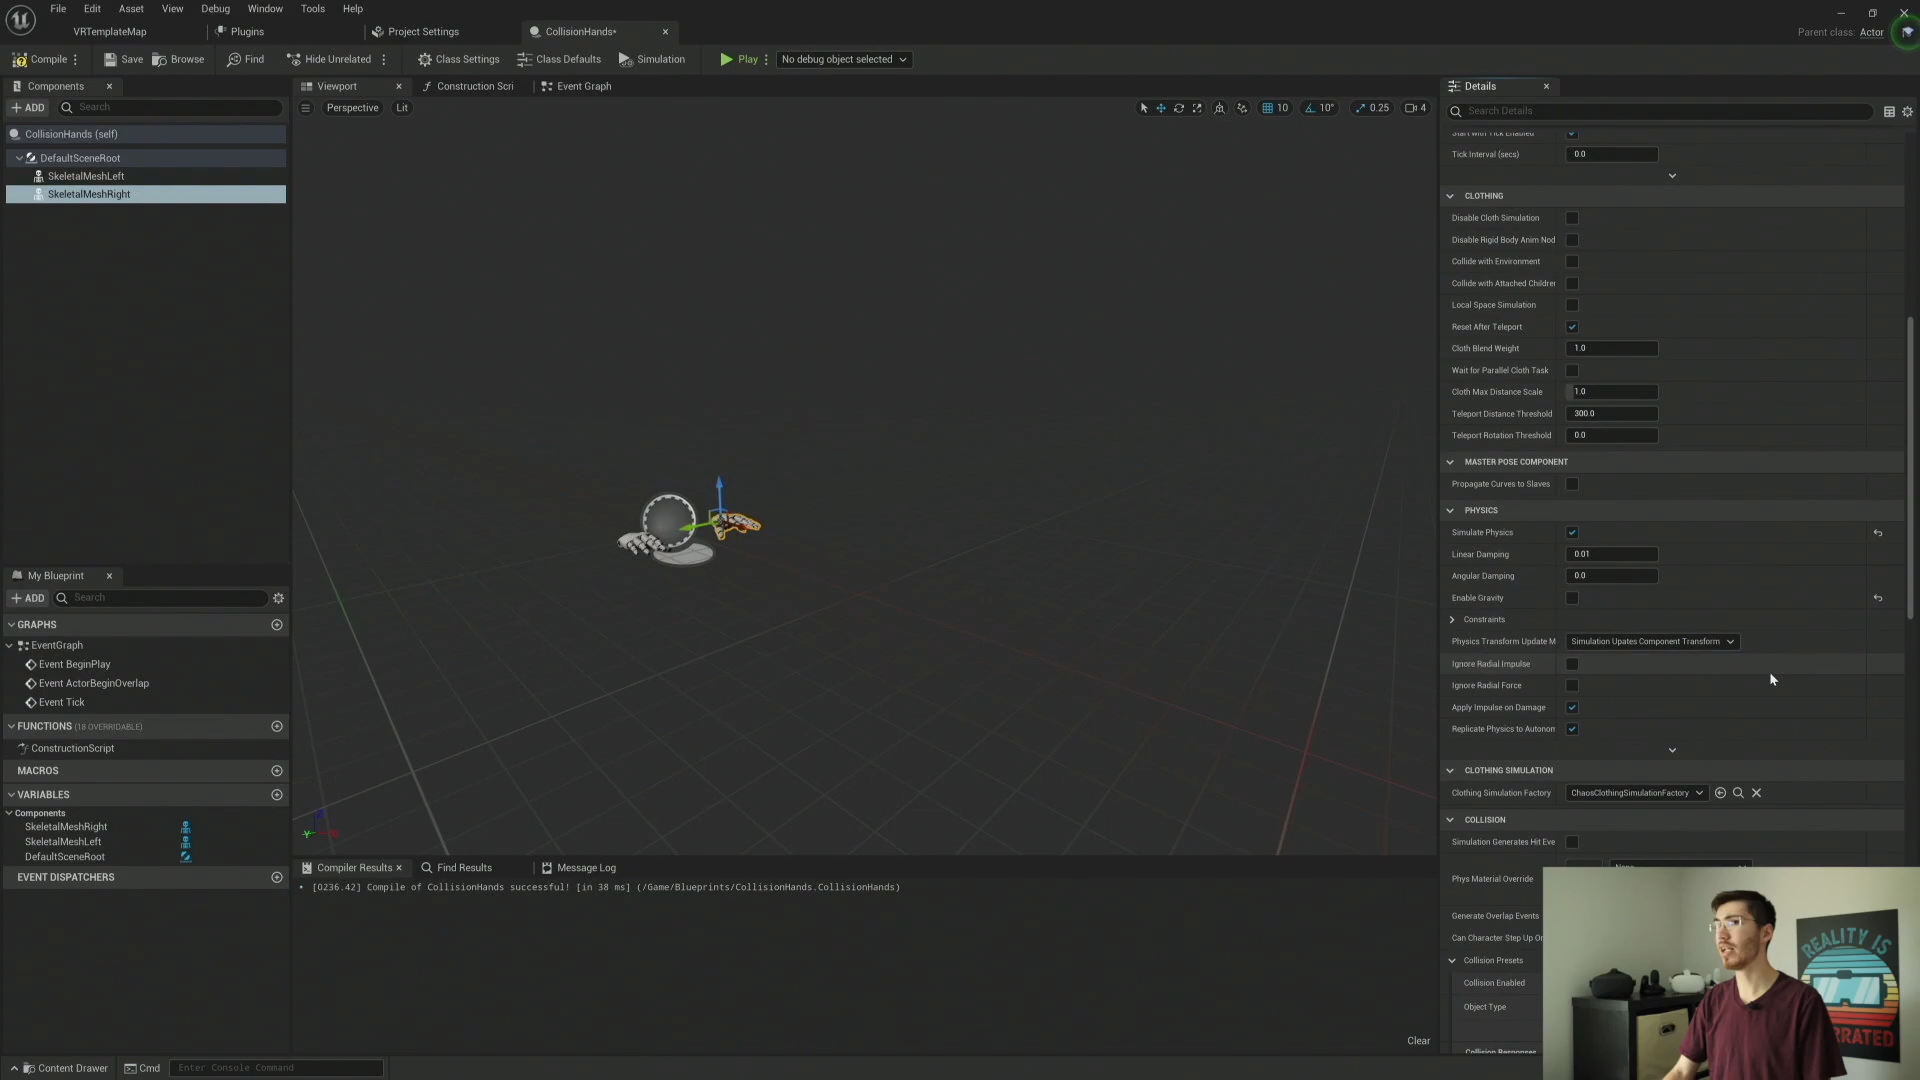 File Edit Asset View Debug Window Tools Help
VRTemplateMap
Plugins
Project Settings
CollisionHands*
Parent class: Actor
Compile
Save
Browse
Find
Hide Unrelated
Class Settings
Class Defaults
Simulation
Play
No debug object selected
Components
Viewport
Construction Scri
Event Graph
Details
ADD
Search
Perspective
Lit
10
10°
0.25
4
Search Details
CollisionHands (self)
DefaultSceneRoot
SkeletalMeshLeft
SkeletalMeshRight
Start with Tick Enabled
Tick Interval (secs) 0.0
CLOTHING
Disable Cloth Simulation
Disable Rigid Body Anim Nod
Collide with Environment
Collide with Attached Childrer
Local Space Simulation
Reset After Teleport
Cloth Blend Weight 1.0
Wait for Parallel Cloth Task
Cloth Max Distance Scale 1.0
Teleport Distance Threshold 300.0
Teleport Rotation Threshold 0.0
MASTER POSE COMPONENT
Propagate Curves to Slaves
PHYSICS
Simulate Physics
Linear Damping 0.01
Angular Damping 0.0
Enable Gravity
Constraints
Physics Transform Update M Simulation Upates Component Transform
Ignore Radial Impulse
Ignore Radial Force
Apply Impulse on Damage
Replicate Physics to Autonom
CLOTHING SIMULATION
Clothing Simulation Factory ChaosClothingSimulationFactory
COLLISION
Simulation Generates Hit Eve
None
Phys Material Override
Generate Overlap Events
Can Character Step Up Or
Collision Presets
Collision Enabled
Object Type
Collision Responses
My Blueprint
ADD
Search
GRAPHS
EventGraph
Event BeginPlay
Event ActorBeginOverlap
Event Tick
FUNCTIONS (18 OVERRIDABLE)
ConstructionScript
MACROS
VARIABLES
Components
SkeletalMeshRight
SkeletalMeshLeft
DefaultSceneRoot
EVENT DISPATCHERS
Compiler Results
Find Results
Message Log
[0236.42] Compile of CollisionHands successful! [in 38 ms] (/Game/Blueprints/CollisionHands.CollisionHands)
Clear
Content Drawer
Cmd
Enter Console Command
REALITY IS
RRATED